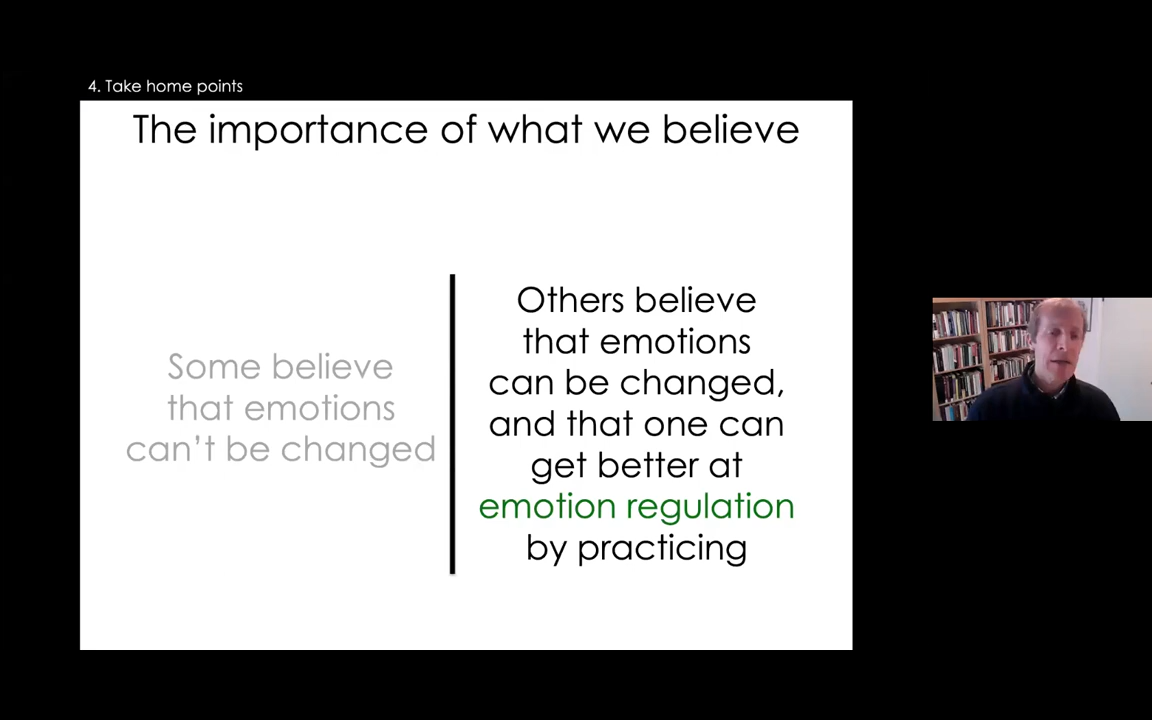 4. Take home points
The importance of what we believe
Some believe
that emotions
can't be changed
Others believe
that emotions
can be changed,
and that one can
get better at
emotion regulation
by practicing